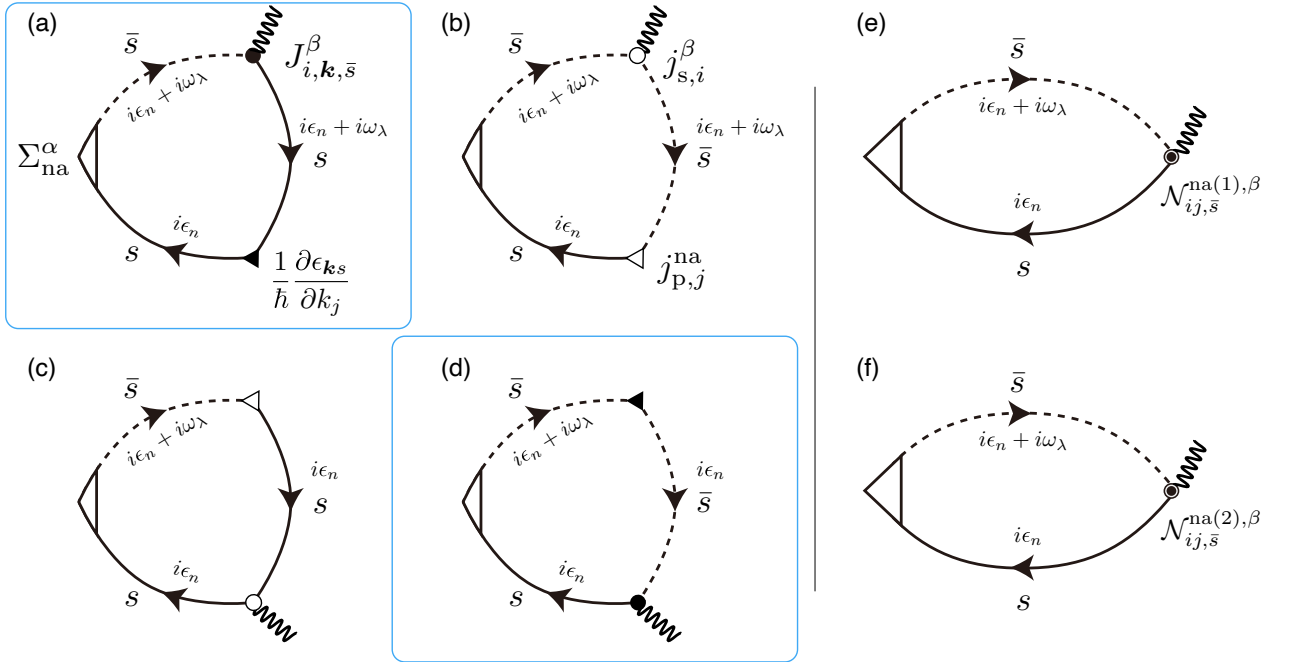 (a)
s̄
iϵ_n + iω_λ
J^β_{i,k,s̄}
iϵ_n + iω_λ
s
Σ^α_na
iϵ_n
s
1/ħ ∂ϵ_{ks}/∂k_j
(b)
s̄
iϵ_n + iω_λ
j^β_{s,i}
iϵ_n + iω_λ
s̄
iϵ_n
s
j^na_{p,j}
(e)
s̄
iϵ_n + iω_λ
N^{na(1),β}_{ij,s̄}
iϵ_n
s
(c)
s̄
iϵ_n + iω_λ
iϵ_n
s
iϵ_n
s
(d)
s̄
iϵ_n + iω_λ
iϵ_n
s̄
iϵ_n
s
(f)
s̄
iϵ_n + iω_λ
N^{na(2),β}_{ij,s̄}
iϵ_n
s